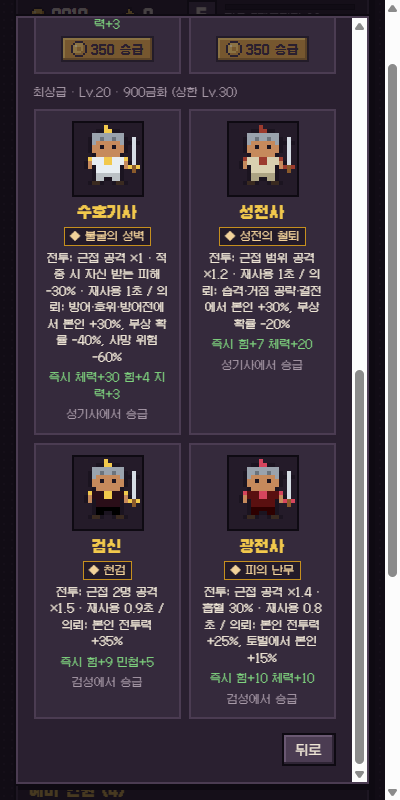 력+3
350 승급
350 승급
최상급 · Lv.20 · 900금화 (상한 Lv.30)
수호기사
◆ 불굴의 성벽
전투: 근접 공격 ×1 · 적
중 시 자신 받는 피해
-30% · 재사용 1초 / 의
뢰: 방어·호위·방어전에
서 본인 +30%, 부상 확
률 -40%, 사망 위험
-60%
즉시 체력+30 힘+4 지
력+3
성기사에서 승급
성전사
◆ 성전의 철퇴
전투: 근접 범위 공격
×1.2 · 재사용 1초 / 의
뢰: 습격·거점 공략·결전
에서 본인 +30%, 부상
확률 -20%
즉시 힘+7 체력+20
성기사에서 승급
검신
◆ 천검
전투: 근접 2명 공격
×1.5 · 재사용 0.9초 /
의뢰: 본인 전투력
+35%
즉시 힘+9 민첩+5
검성에서 승급
광전사
◆ 피의 난무
전투: 근접 공격 ×1.4 ·
흡혈 30% · 재사용 0.8
초 / 의뢰: 본인 전투력
+25%, 토벌에서 본인
+15%
즉시 힘+10 체력+10
검성에서 승급
뒤로